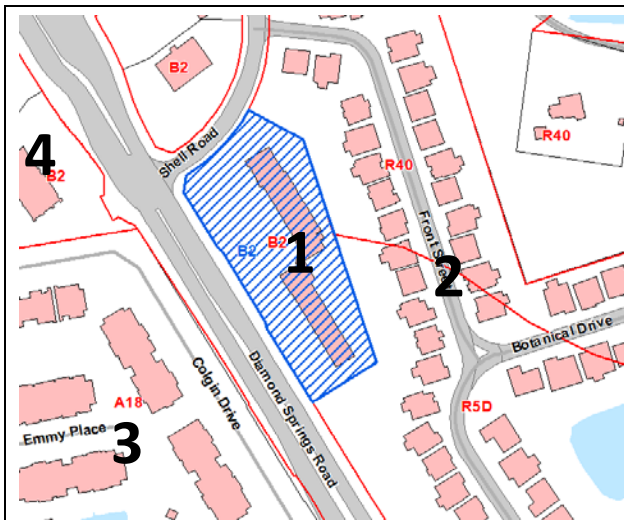 B2
Shell Road
R40
4
B2
R40
B2
B2
1
Front Street
2
Botanical Drive
Colgin Drive
Diamond Springs Road
A18
R5D
Emmy Place
3